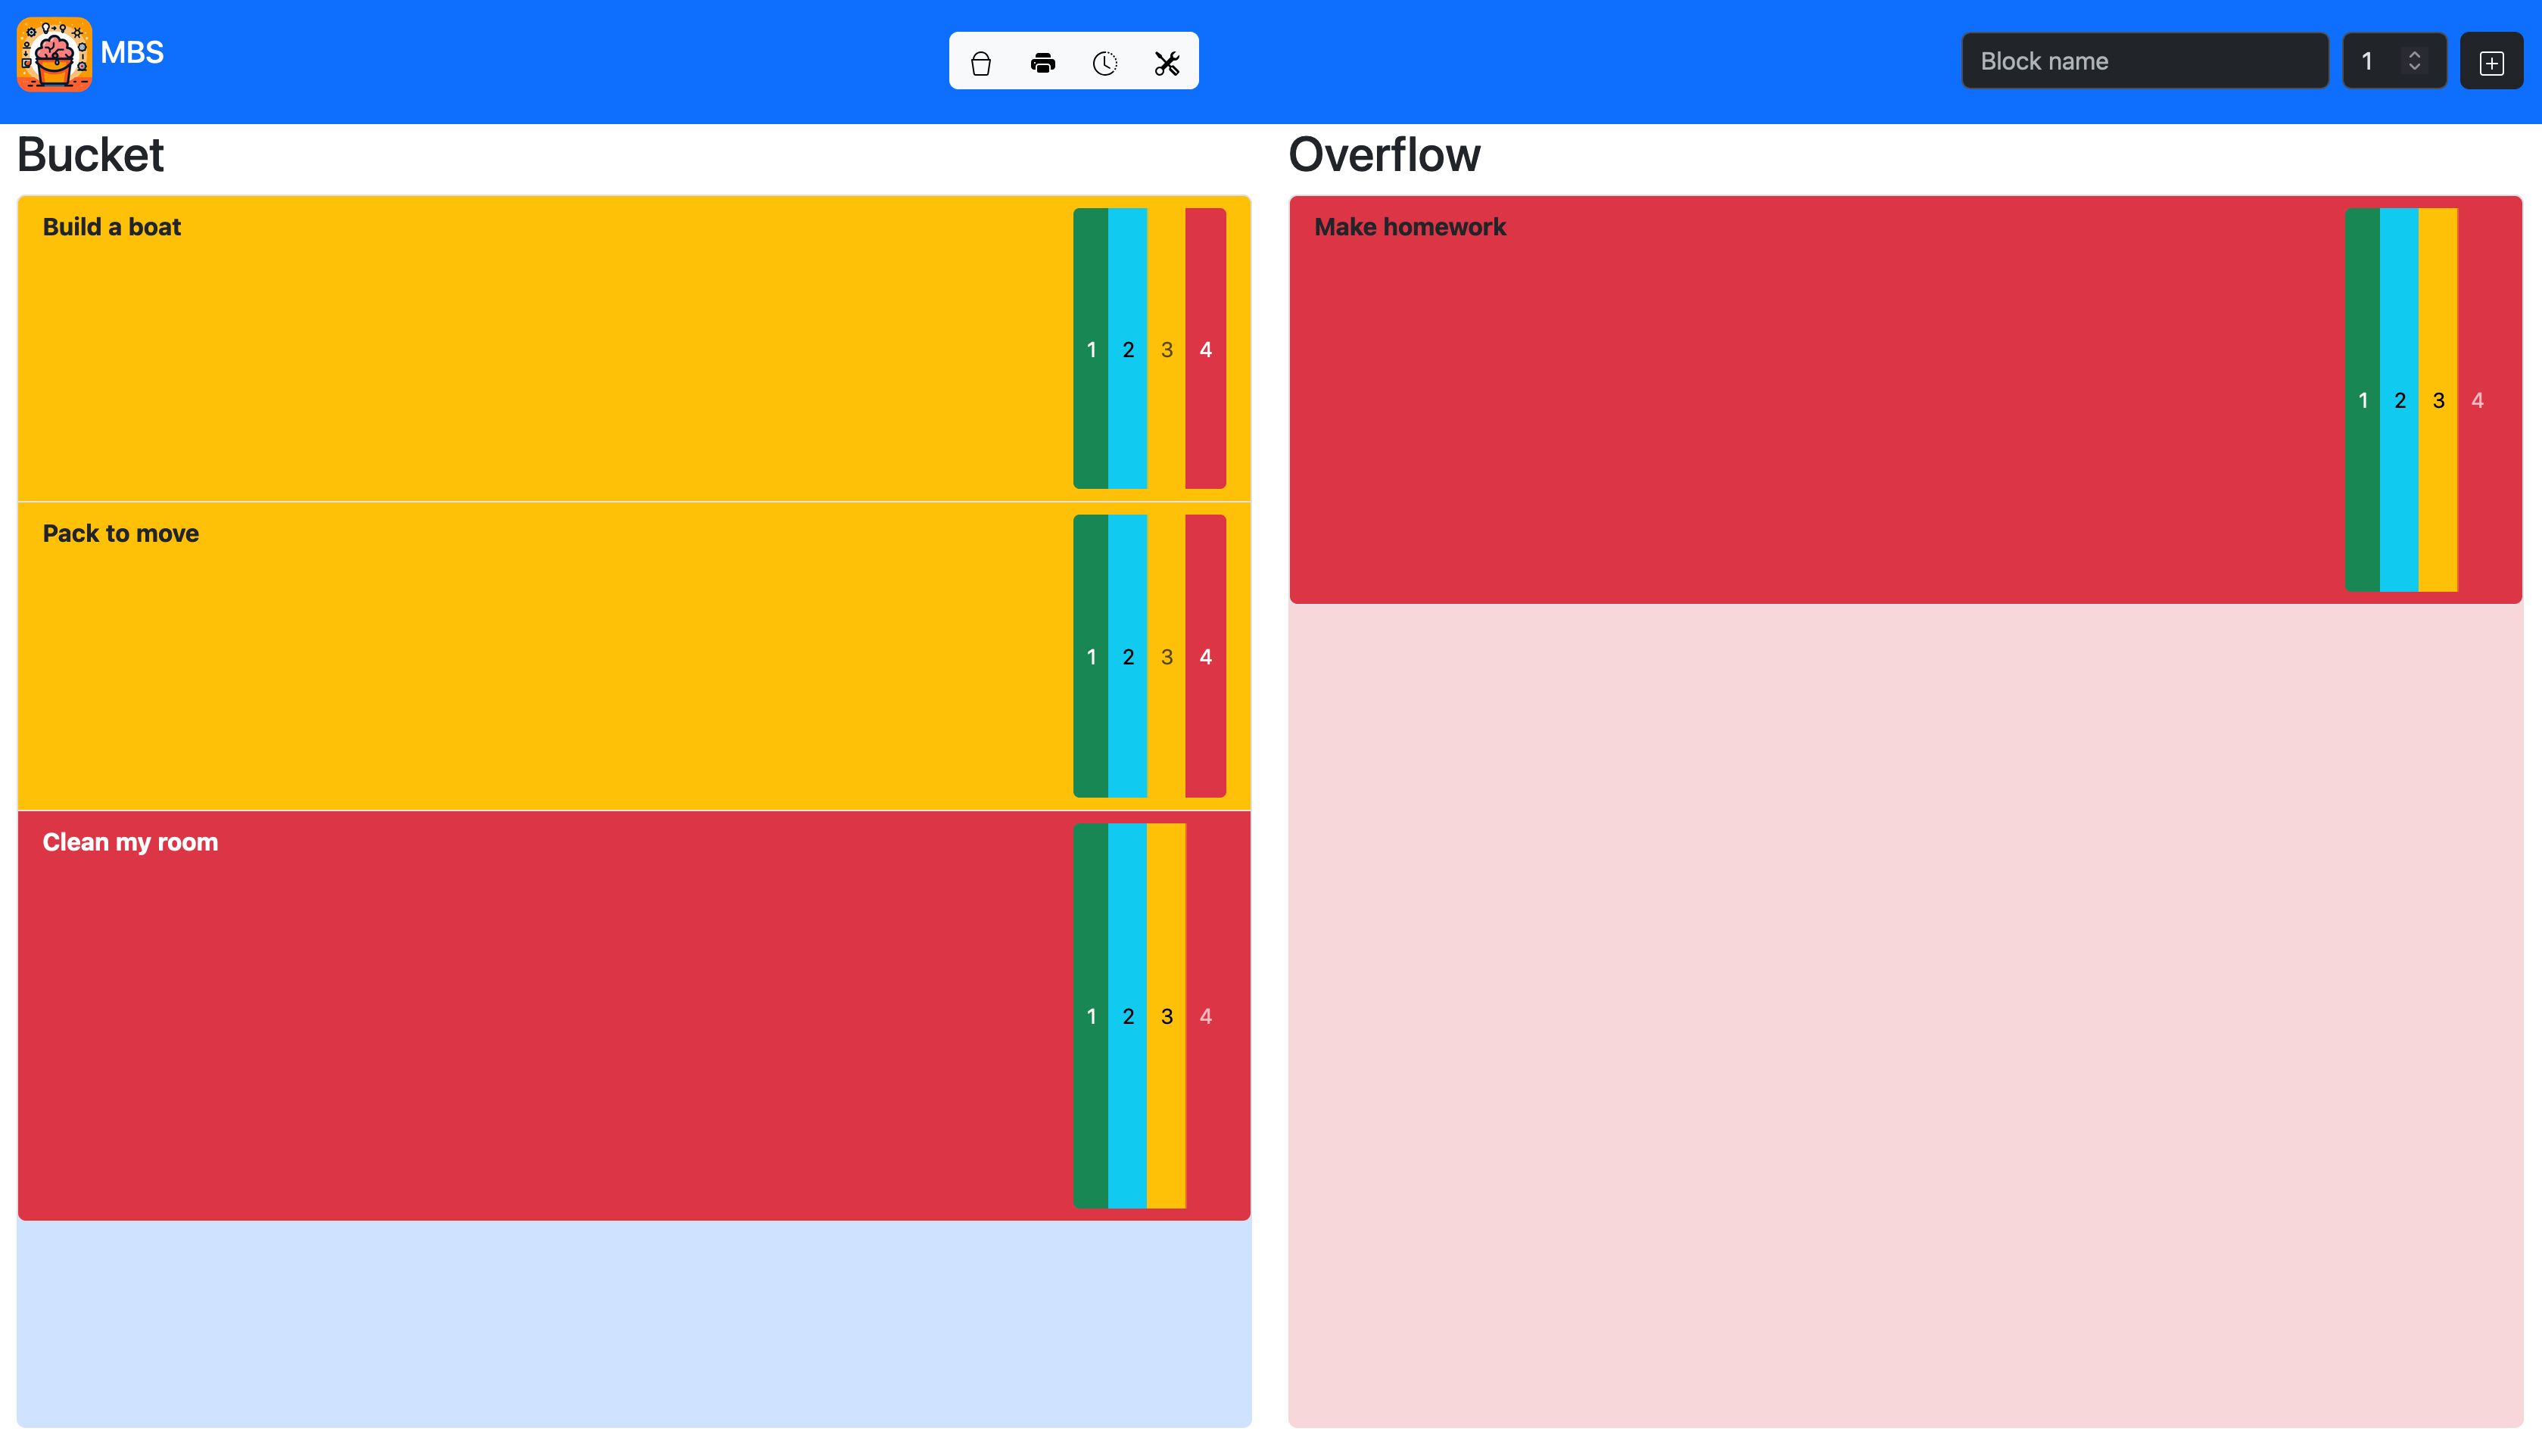 MBS
Block name
1
Bucket
Overflow
Build a boat
1 2 3 4
Pack to move
1 2 3 4
Clean my room
1 2 3 4
Make homework
1 2 3 4